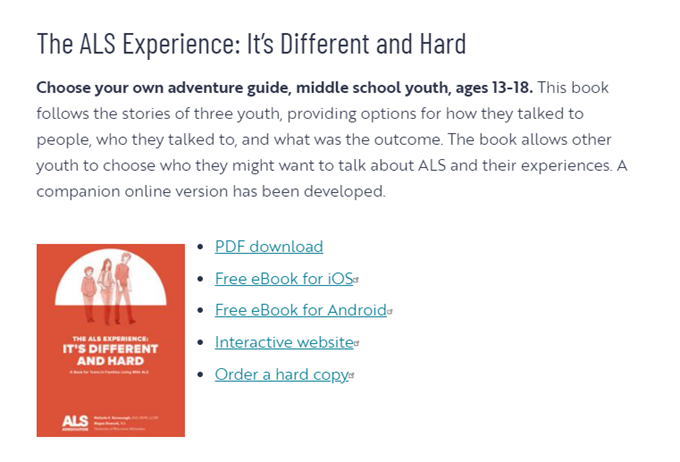 The ALS Experience: It's Different and Hard
Choose your own adventure guide, middle school youth, ages 13-18. This book
follows the stories of three youth, providing options for how they talked to
people, who they talked to, and what was the outcome. The book allows other
youth to choose who they might want to talk about ALS and their experiences. A
companion online version has been developed.
PDF download
Free eBook for iOS
Free eBook for Android
Interactive website
Order a hard copy
THE ALS EXPERIENCE:
IT'S DIFFERENT
AND HARD
A Book for Teens in Families Living With ALS
ALS
ASSOCIATION